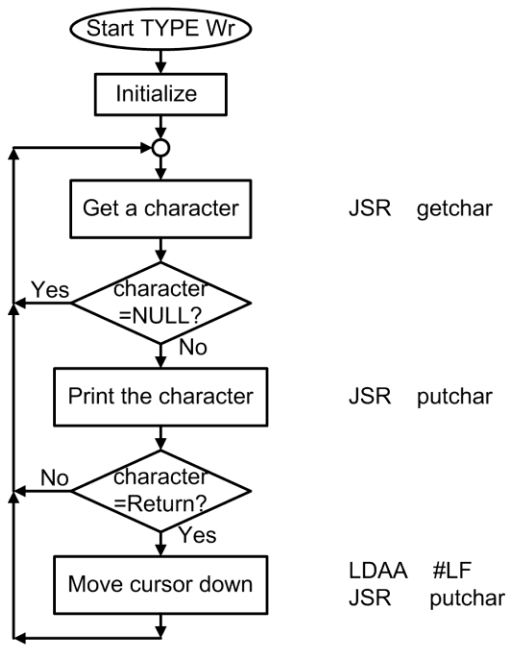 Start TYPE Wr
Initialize
Get a character
JSR getchar
character
=NULL?
Yes
No
Print the character
JSR putchar
character
=Return?
No
Yes
Move cursor down
LDAA #LF
JSR putchar